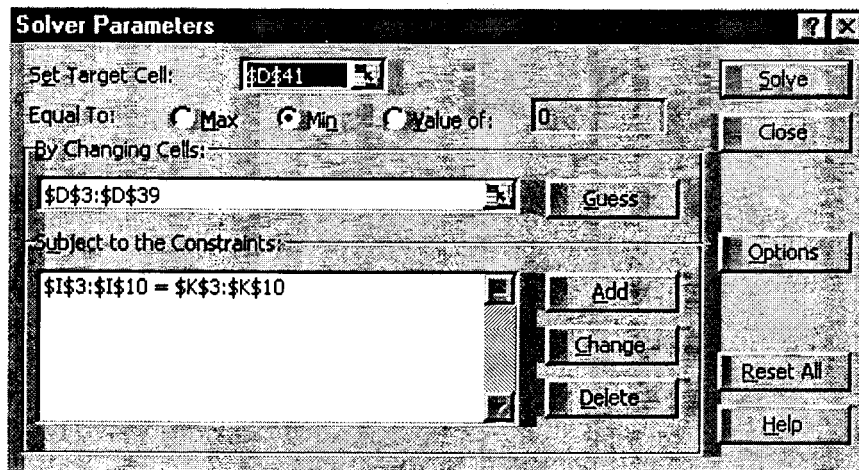 Solver Parameters
Set Target Cell: $D$41
Solve
Equal To: Max Min Value of: 0
Close
By Changing Cells:
$D$3:$D$39
Guess
Subject to the Constraints:
Options
$I$3:$I$10 = $K$3:$K$10
Add
Change
Reset All
Delete
Help